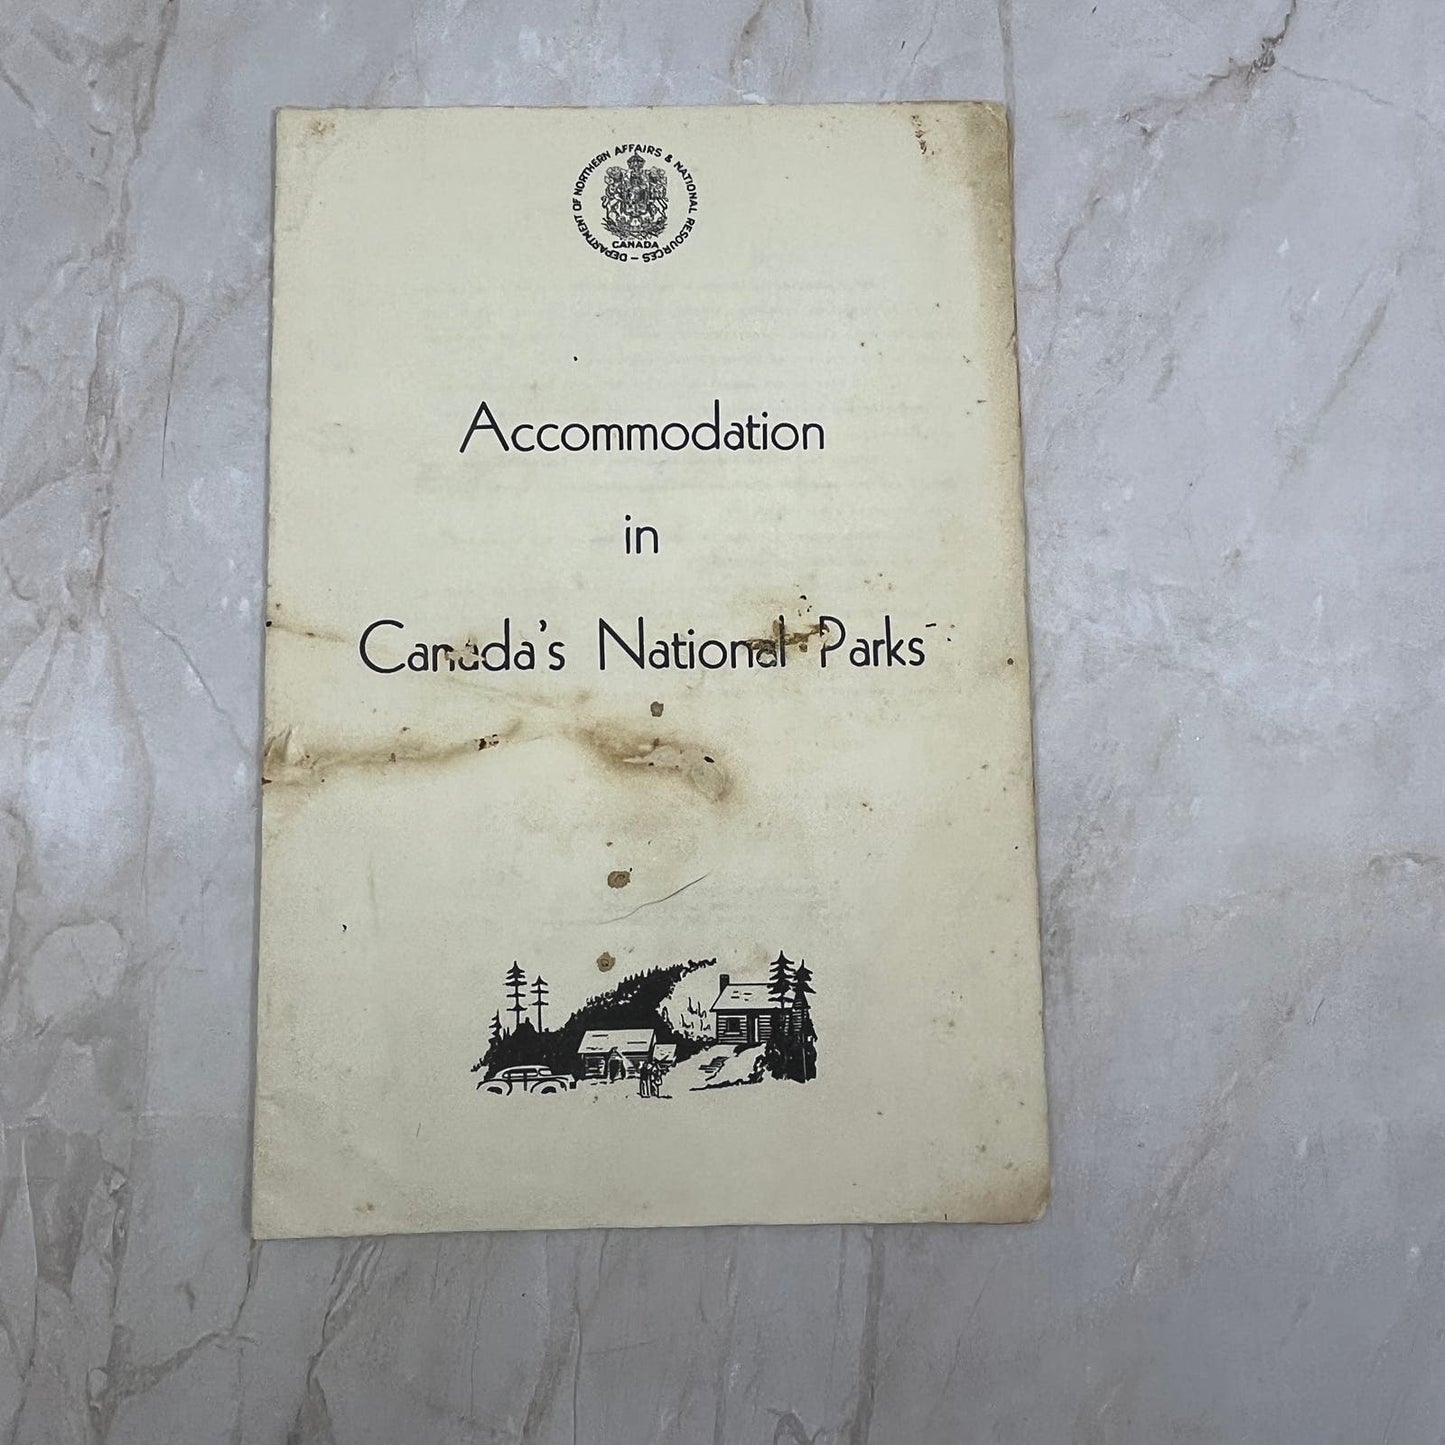 DEPARTMENT OF NORTHERN AFFAIRS & NATIONAL RESOURCES –
CANADA
Accommodation
in
Canada's National Parks